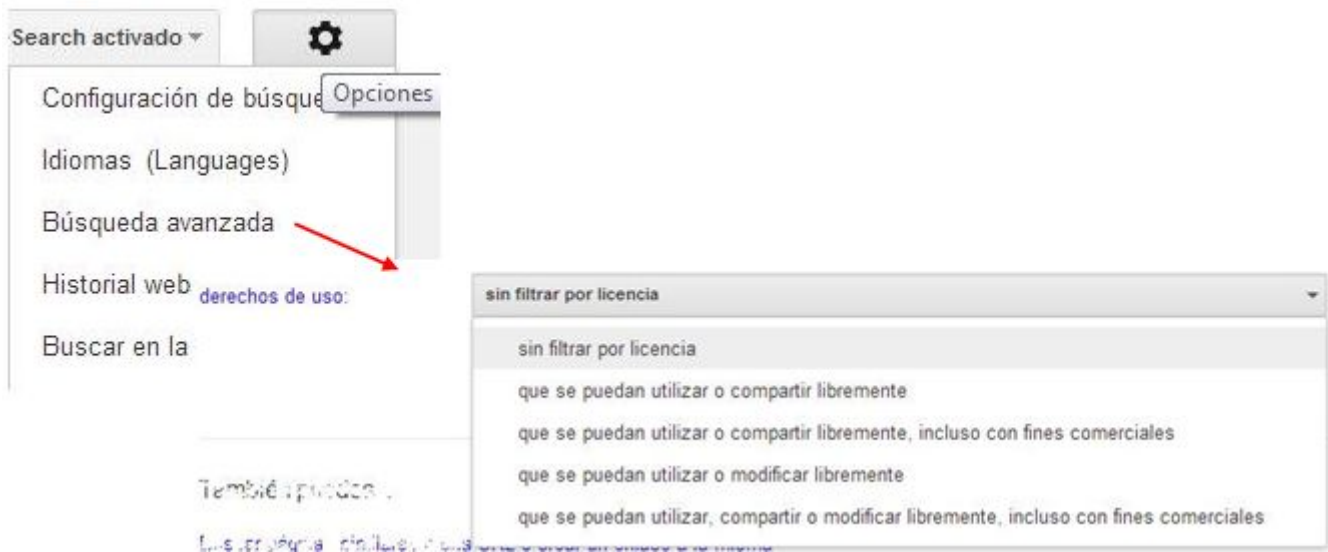 Search activado
Opciones
Configuración de búsque
Idiomas (Languages)
Búsqueda avanzada
Historial web
Buscar en la
derechos de uso:
sin filtrar por licencia
sin filtrar por licencia
que se puedan utilizar o compartir libremente
que se puedan utilizar o compartir libremente, incluso con fines comerciales
que se puedan utilizar o modificar libremente
que se puedan utilizar, compartir o modificar libremente, incluso con fines comerciales
También